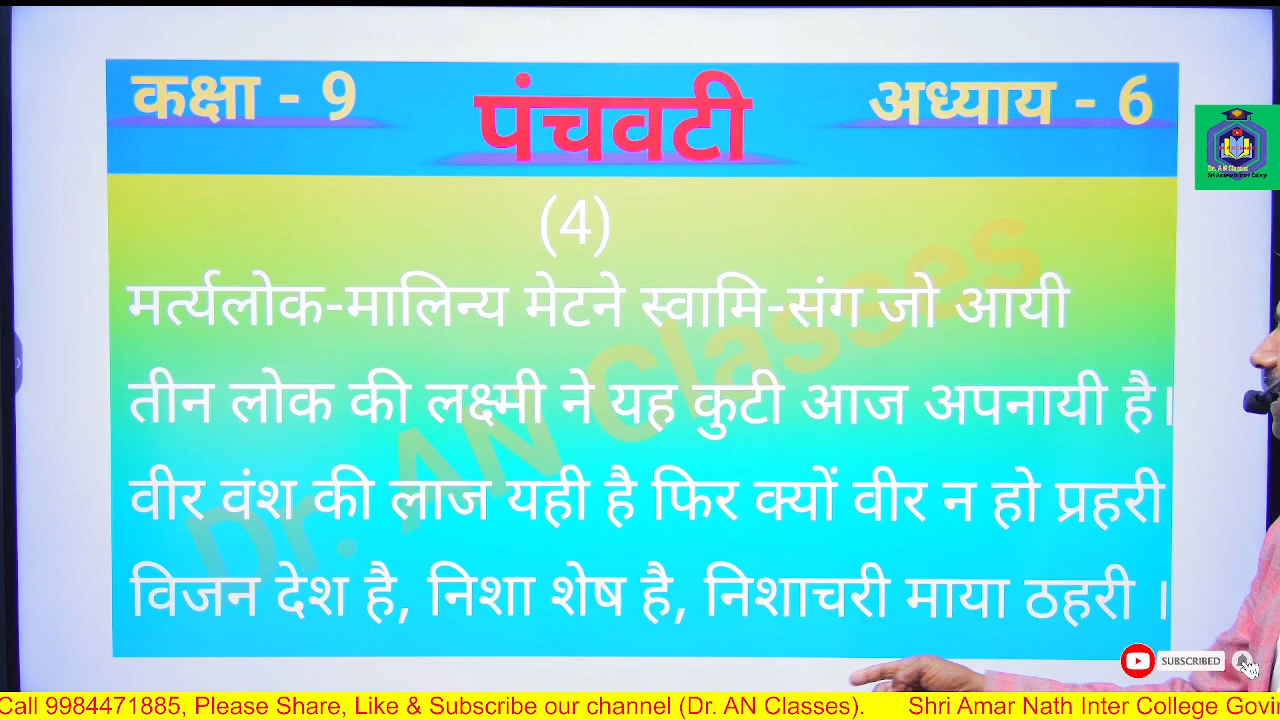 कक्षा - 9
पंचवटी
अध्याय - 6
(4)
मर्त्यलोक-मालिन्य मेटने स्वामि-संग जो आयी
तीन लोक की लक्ष्मी ने यह कुटी आज अपनायी है।
वीर वंश की लाज यही है फिर क्यों वीर न हो प्रहरी
विजन देश है, निशा शेष है, निशाचरी माया ठहरी ।
Dr. AN Classes
Dr. A N Classes
SUBSCRIBED
Call 9984471885, Please Share, Like & Subscribe our channel (Dr. AN Classes). Shri Amar Nath Inter College Govi